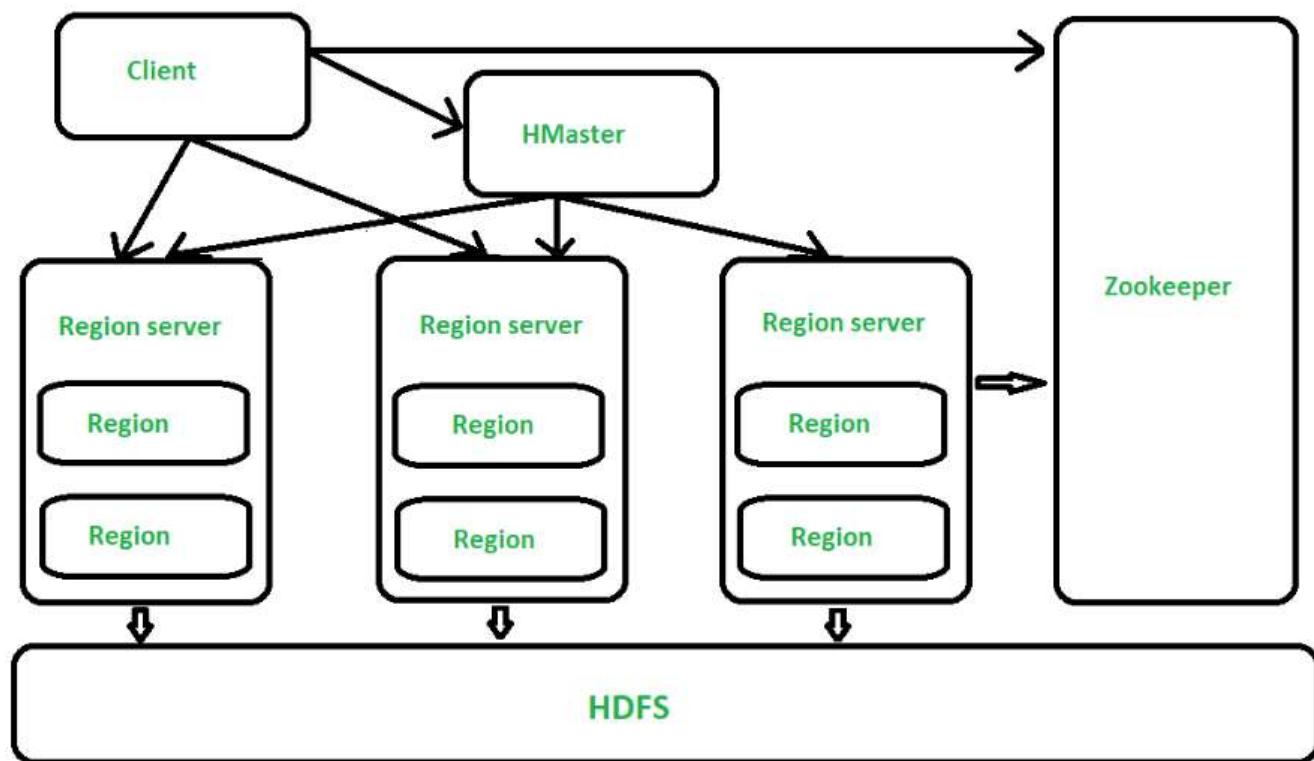 Client
HMaster
Zookeeper
Region server
Region
Region
Region server
Region
Region
Region server
Region
Region
HDFS